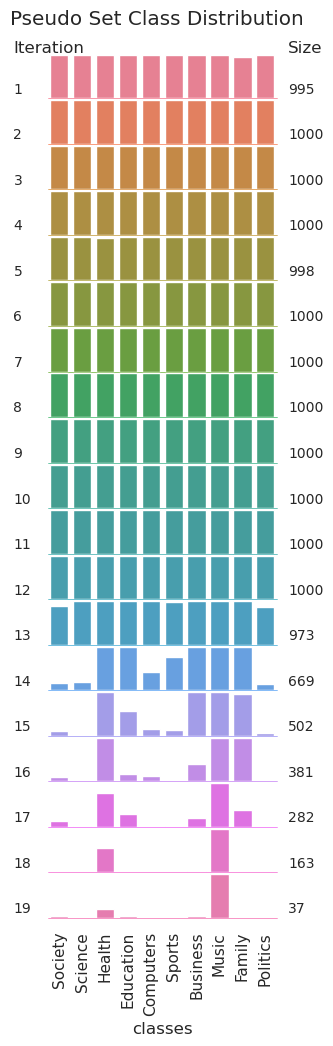 Pseudo Set Class Distribution
Iteration Size
1 995
2 1000
3 1000
4 1000
5 998
6 1000
7 1000
8 1000
9 1000
10 1000
11 1000
12 1000
13 973
14 669
15 502
16 381
17 282
18 163
19 37
Society
Science
Health
Education
Computers
Sports
Business
Music
Family
Politics
classes